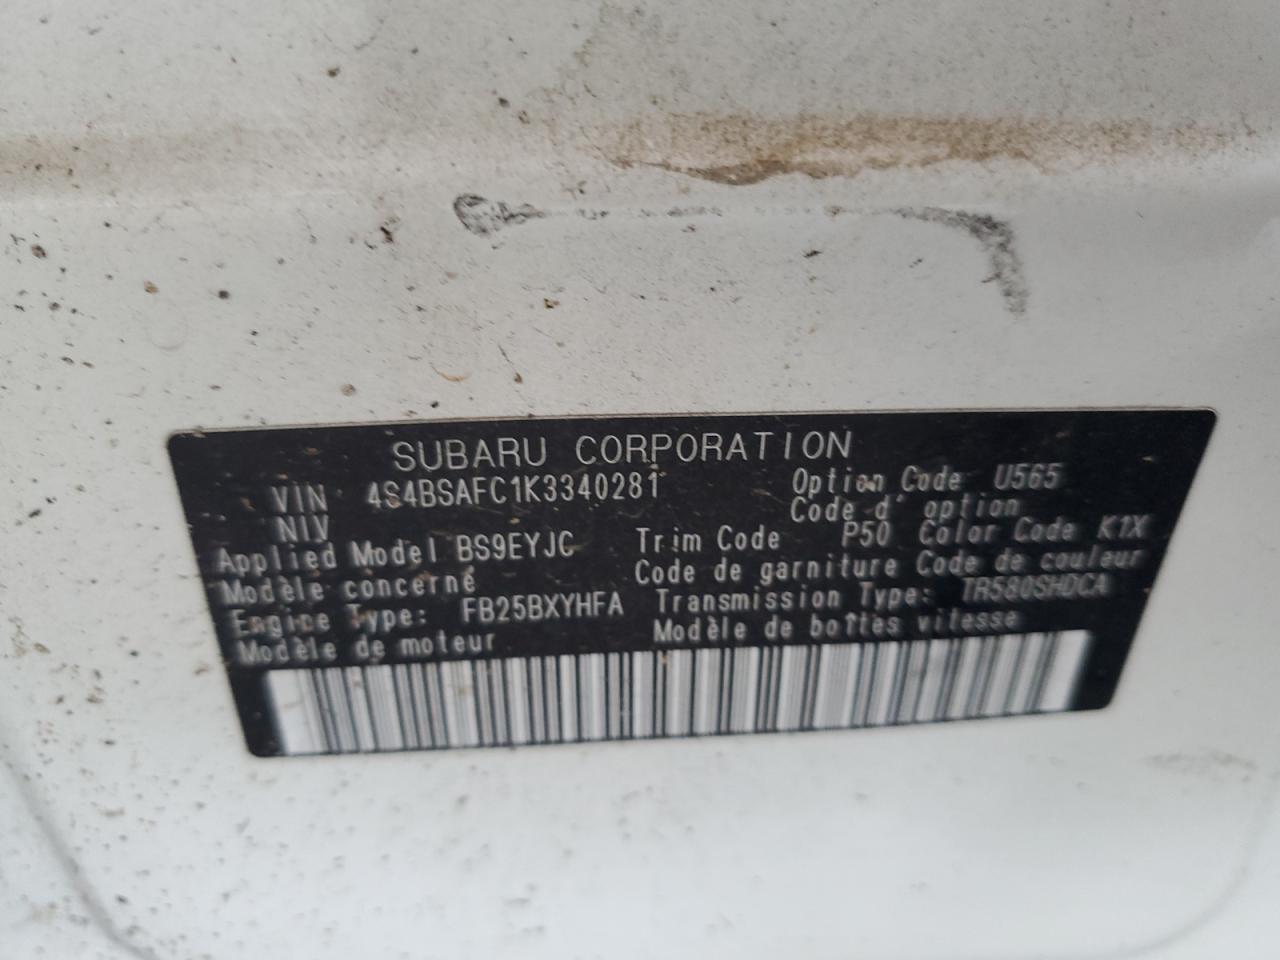 SUBARU CORPORATION
VIN 4S4BSAFC1K3340281 Option Code U565
NIV Code d' option
Applied Model BS9EYJC Trim Code P50 Color Code K1X
Modèle concerné Code de garniture Code de couleur
Engine Type: FB25BXYHFA Transmission Type: TR580SHDCA
Modèle de moteur Modèle de boîtes vitesse